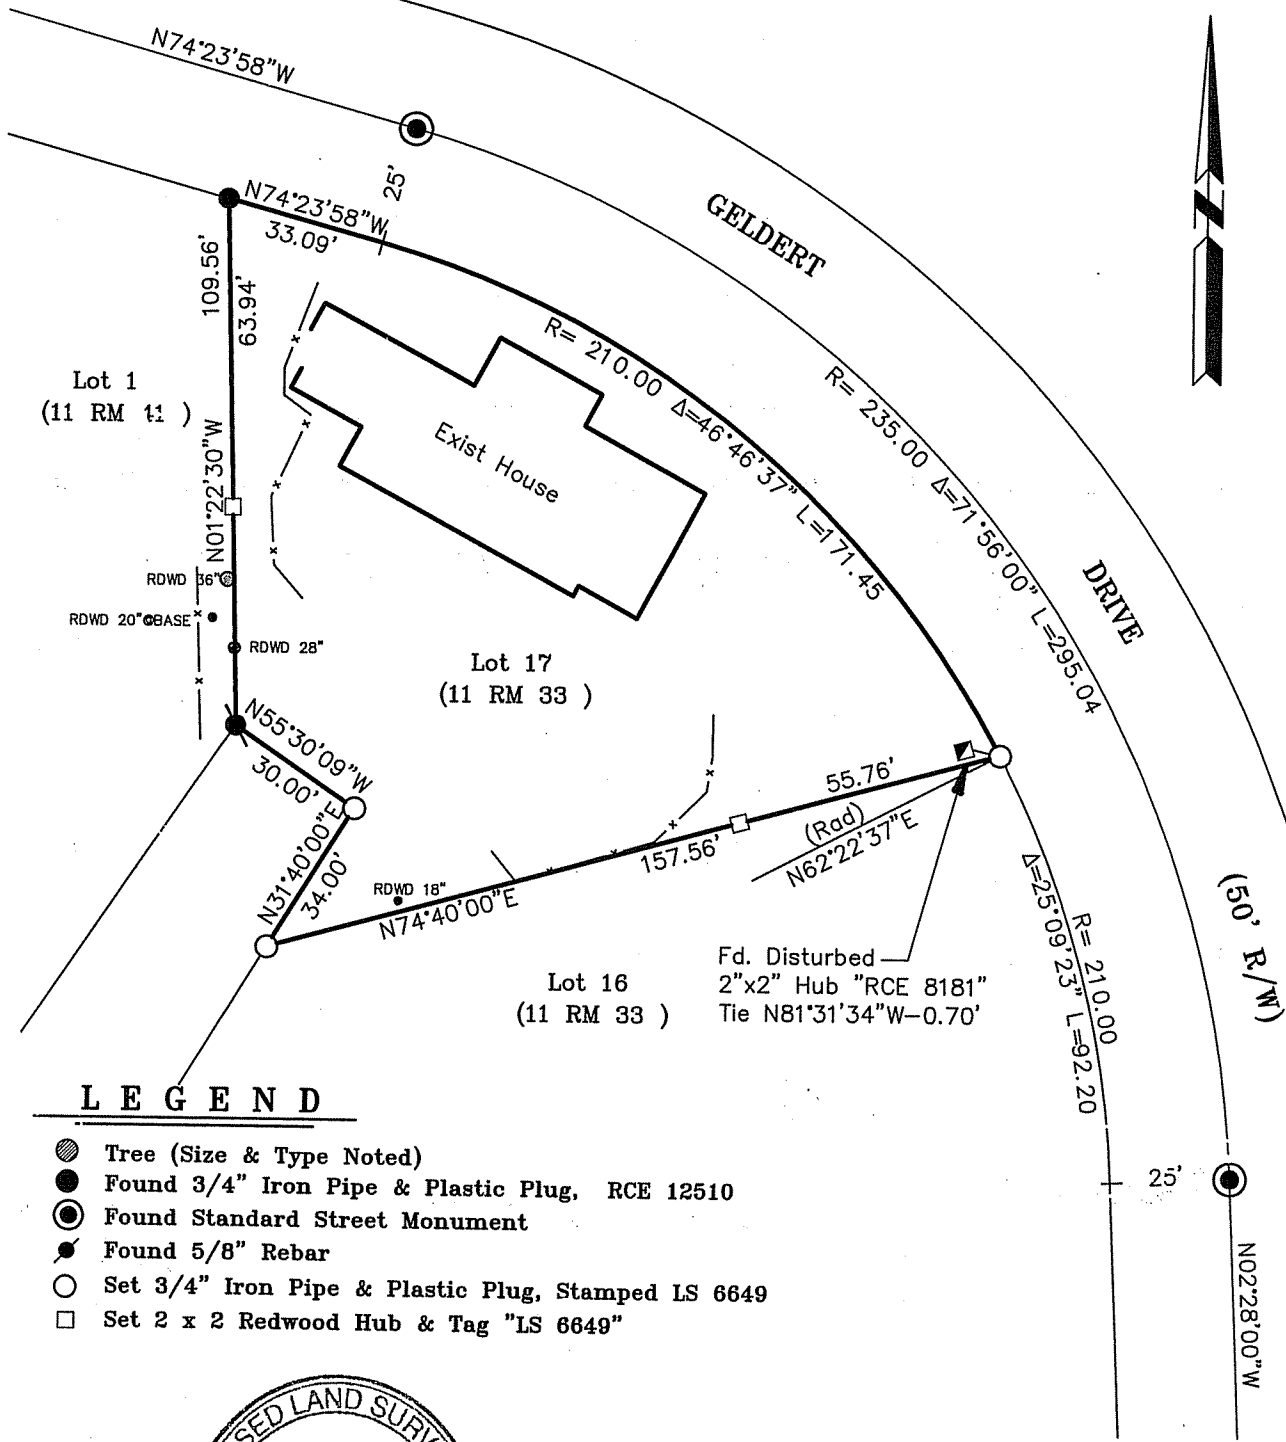 N74°23'58"W
25'
N74°23'58"W
33.09'
GELDERT
109.56'
63.94'
N01°22'30"W
Lot 1
(11 RM 11 )
R= 210.00 Δ=46°46'37" L=171.45
R= 235.00 Δ=71°56'00" L=295.04
Exist House
DRIVE
RDWD 36"
RDWD 20"@BASE
RDWD 28"
Lot 17
(11 RM 33 )
N55°30'09"W
30.00'
N31°40'00"E
34.00'
55.76'
157.56'
(Rad)
N62°22'37"E
RDWD 18"
N74°40'00"E
Fd. Disturbed
2"x2" Hub "RCE 8181"
Tie N81°31'34"W-0.70'
Lot 16
(11 RM 33 )
R= 210.00
Δ=25°09'23" L=92.20
(50' R/W)
25'
N02°28'00"W
LEGEND
Tree (Size & Type Noted)
Found 3/4" Iron Pipe & Plastic Plug, RCE 12510
Found Standard Street Monument
Found 5/8" Rebar
Set 3/4" Iron Pipe & Plastic Plug, Stamped LS 6649
Set 2 x 2 Redwood Hub & Tag "LS 6649"
SED LAND SURV
N